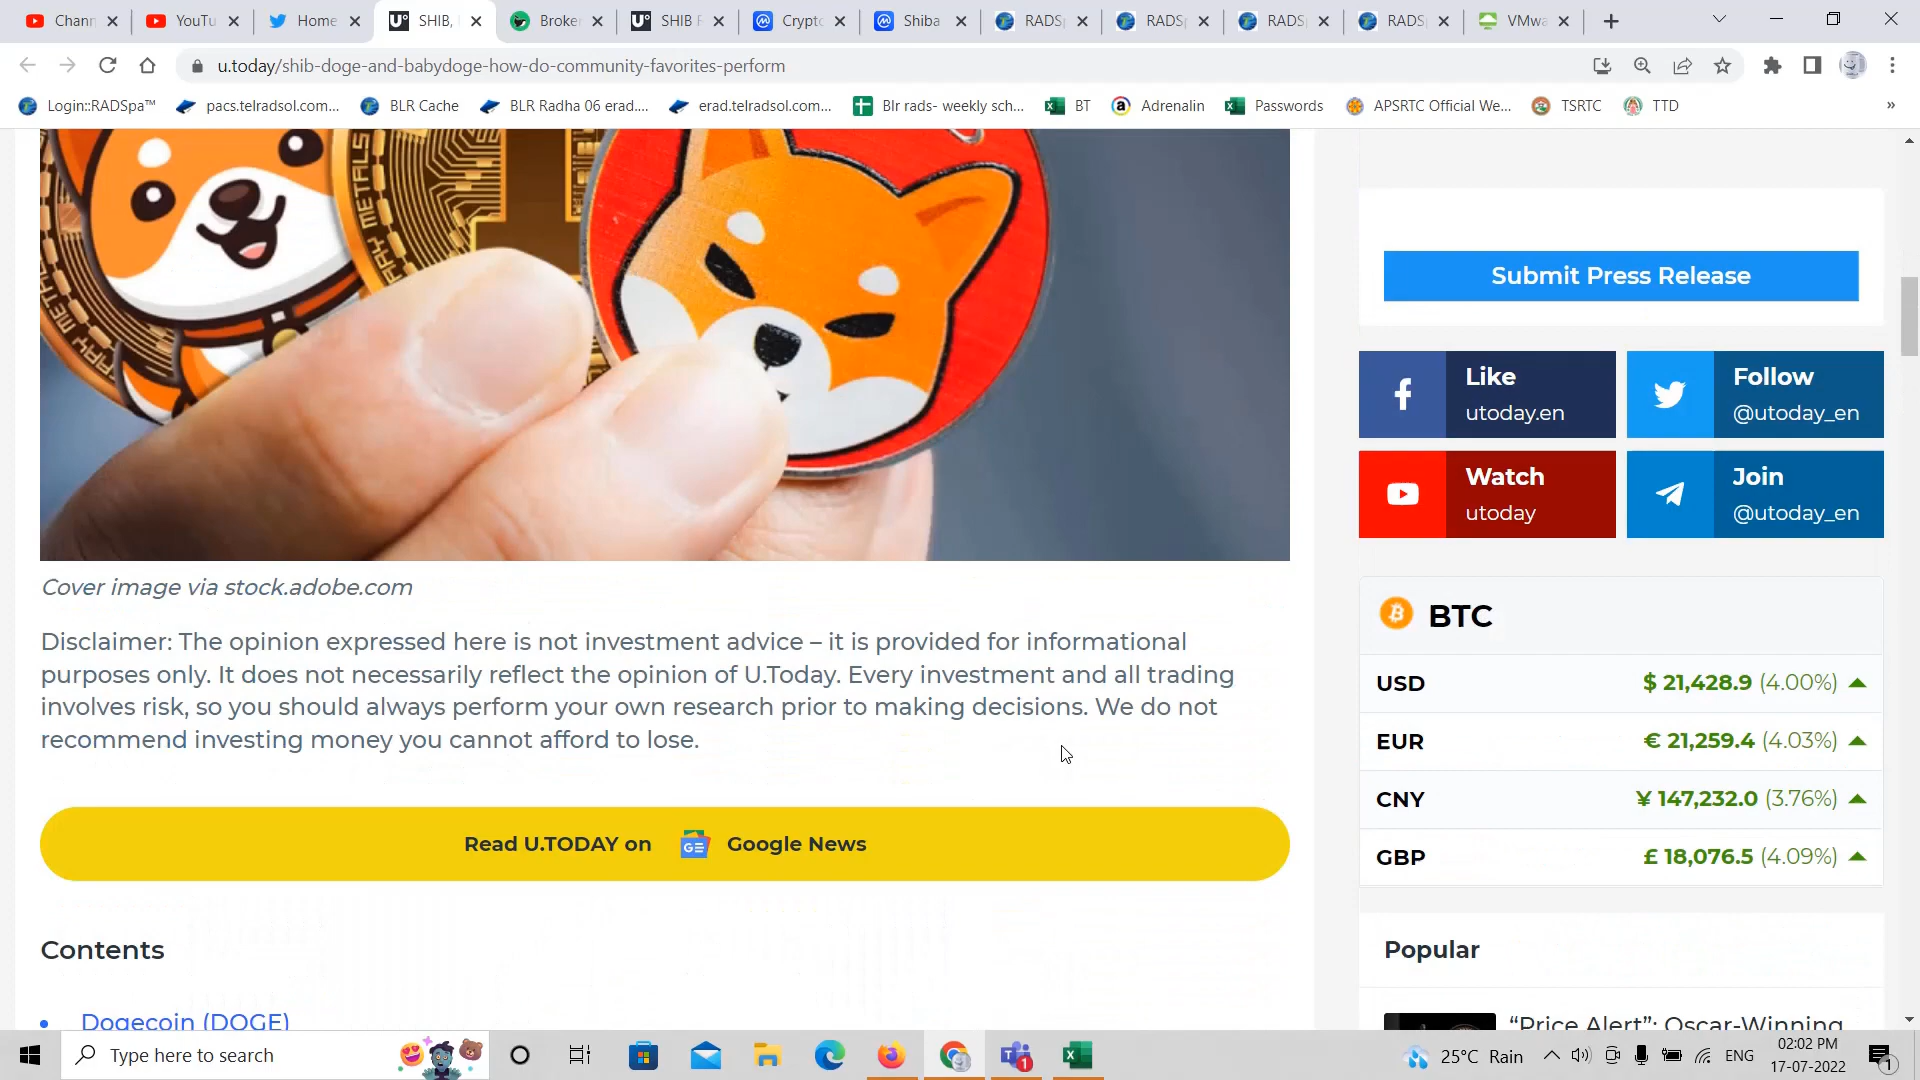 Chann
YouTu
Home
SHIB,
Broker
SHIB P
Crypto
Shiba
RADSp
RADSp
RADSp
RADSp
VMwa
u.today/shib-doge-and-babydoge-how-do-community-favorites-perform
Login::RADSpa™
pacs.telradsol.com...
BLR Cache
BLR Radha 06 erad....
erad.telradsol.com...
Blr rads- weekly sch...
BT
Adrenalin
Passwords
APSRTC Official We...
TSRTC
TTD
»
Submit Press Release
Like
utoday.en
Follow
@utoday_en
Watch
utoday
Join
@utoday_en
Cover image via stock.adobe.com
Disclaimer: The opinion expressed here is not investment advice – it is provided for informational
purposes only. It does not necessarily reflect the opinion of U.Today. Every investment and all trading
involves risk, so you should always perform your own research prior to making decisions. We do not
recommend investing money you cannot afford to lose.
Read U.TODAY on Google News
Contents
Dogecoin (DOGE)
BTC
USD $ 21,428.9 (4.00%)
EUR € 21,259.4 (4.03%)
CNY ¥ 147,232.0 (3.76%)
GBP £ 18,076.5 (4.09%)
Popular
“Price Alert”: Oscar-Winning
Type here to search
25°C Rain
ENG
02:02 PM
17-07-2022